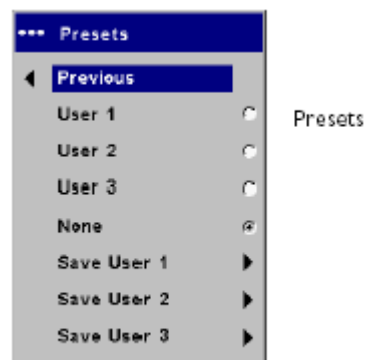 Presets
Previous
User 1
Presets
User 2
User 3
None
Save User 1
Save User 2
Save User 3